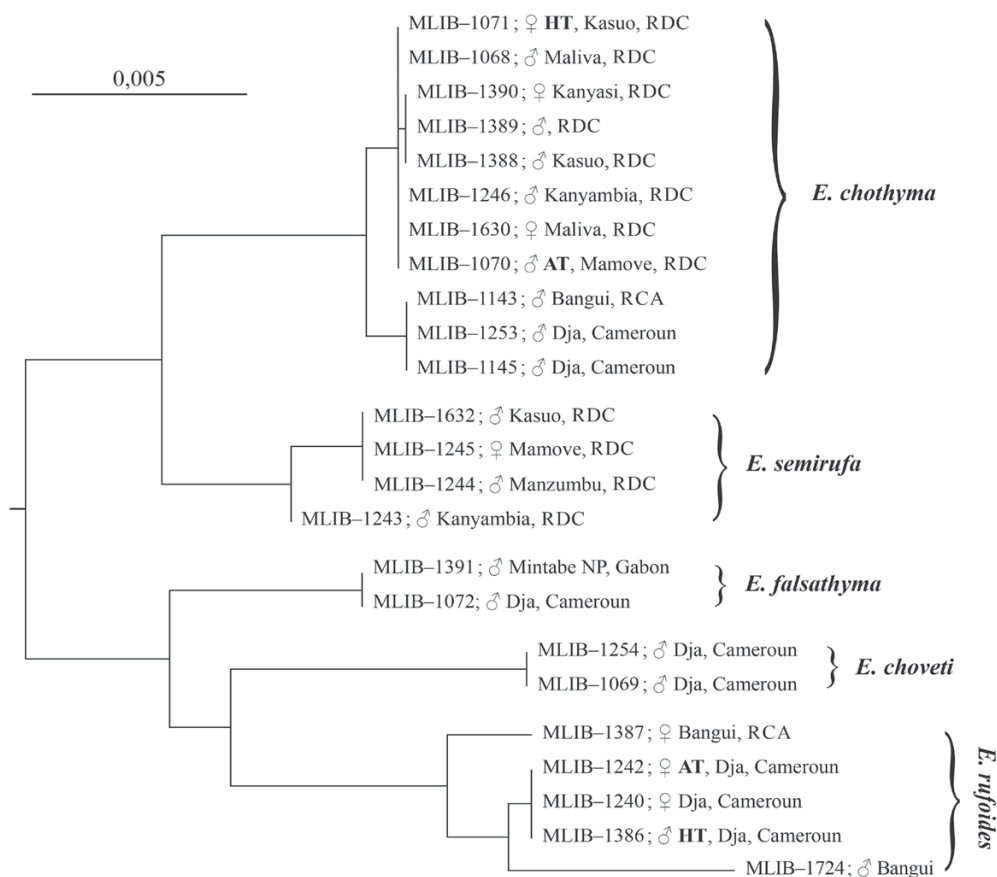 0,005
MLIB–1071; ♀ HT, Kasuo, RDC
MLIB–1068; ♂ Maliva, RDC
MLIB–1390; ♀ Kanyasi, RDC
MLIB–1389; ♂, RDC
MLIB–1388; ♂ Kasuo, RDC
MLIB–1246; ♂ Kanyambia, RDC
MLIB–1630; ♀ Maliva, RDC
MLIB–1070; ♂ AT, Mamove, RDC
MLIB–1143; ♂ Bangui, RCA
MLIB–1253; ♂ Dja, Cameroun
MLIB–1145; ♂ Dja, Cameroun
E. chothyma
MLIB–1632; ♂ Kasuo, RDC
MLIB–1245; ♀ Mamove, RDC
MLIB–1244; ♂ Manzumbu, RDC
MLIB–1243; ♂ Kanyambia, RDC
E. semirufa
MLIB–1391; ♂ Mintabe NP, Gabon
MLIB–1072; ♂ Dja, Cameroun
E. falsathyma
MLIB–1254; ♂ Dja, Cameroun
MLIB–1069; ♂ Dja, Cameroun
E. choveti
MLIB–1387; ♀ Bangui, RCA
MLIB–1242; ♀ AT, Dja, Cameroun
MLIB–1240; ♀ Dja, Cameroun
MLIB–1386; ♂ HT, Dja, Cameroun
MLIB–1724; ♂ Bangui
E. rufoides